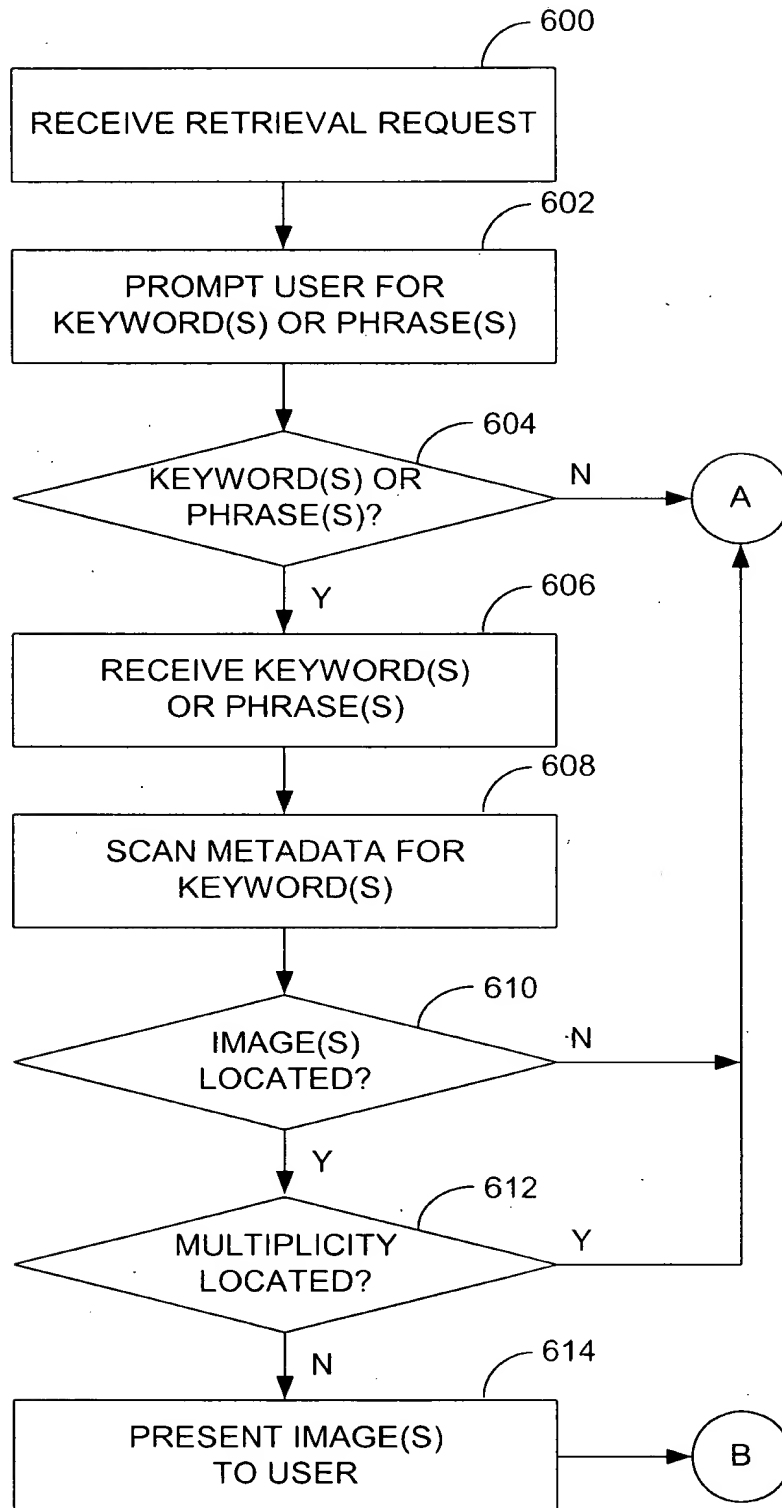 600
RECEIVE RETRIEVAL REQUEST
602
PROMPT USER FOR
KEYWORD(S) OR PHRASE(S)
604
KEYWORD(S) OR
PHRASE(S)?
N
A
Y
606
RECEIVE KEYWORD(S)
OR PHRASE(S)
608
SCAN METADATA FOR
KEYWORD(S)
610
IMAGE(S)
LOCATED?
N
Y
612
MULTIPLICITY
LOCATED?
Y
N
614
PRESENT IMAGE(S)
TO USER
B